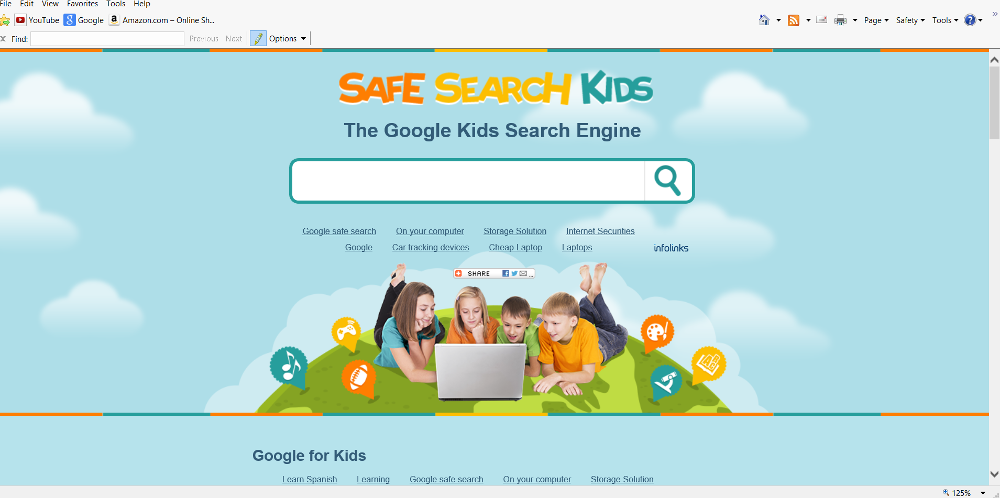 File Edit View Favorites Tools Help
YouTube Google Amazon.com – Online Sh...
Page Safety Tools
Find: Previous Next Options
SAFE SEARCH KIDS
The Google Kids Search Engine
Google safe search On your computer Storage Solution Internet Securities
Google Car tracking devices Cheap Laptop Laptops infolinks
SHARE ...
Google for Kids
Learn Spanish Learning Google safe search On your computer Storage Solution
125%